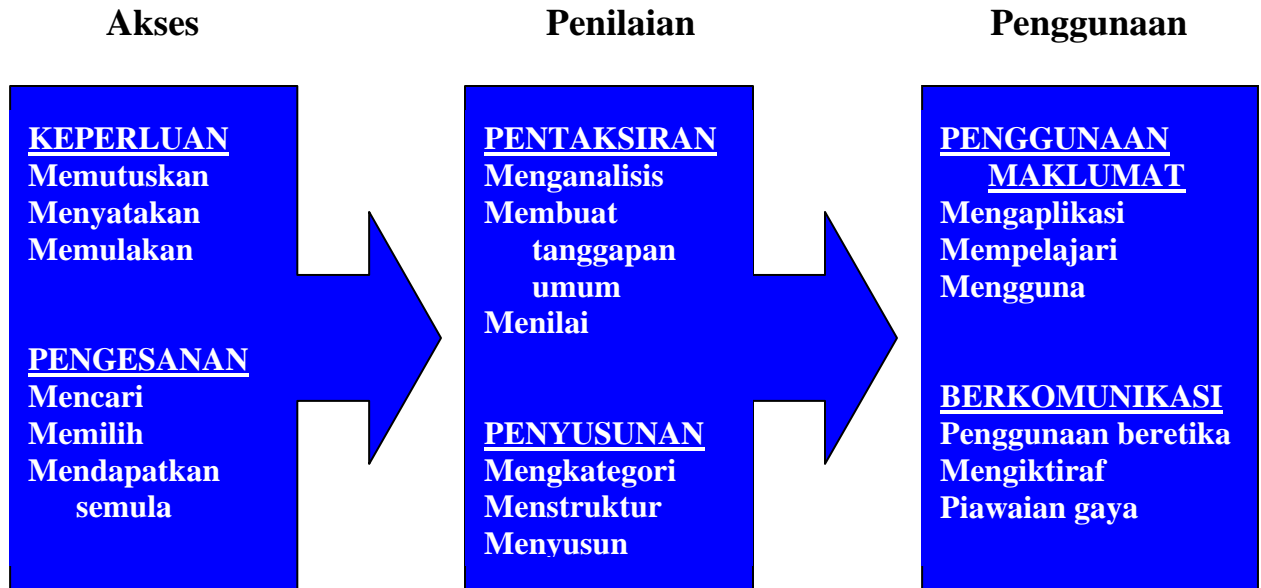 Akses
Penilaian
Penggunaan
KEPERLUAN
Memutuskan
Menyatakan
Memulakan
PENGESANAN
Mencari
Memilih
Mendapatkan
semula
PENTAKSIRAN
Menganalisis
Membuat
tanggapan
umum
Menilai
PENYUSUNAN
Mengkategori
Menstruktur
Menyusun
PENGGUNAAN
MAKLUMAT
Mengaplikasi
Mempelajari
Mengguna
BERKOMUNIKASI
Penggunaan beretika
Mengiktiraf
Piawaian gaya